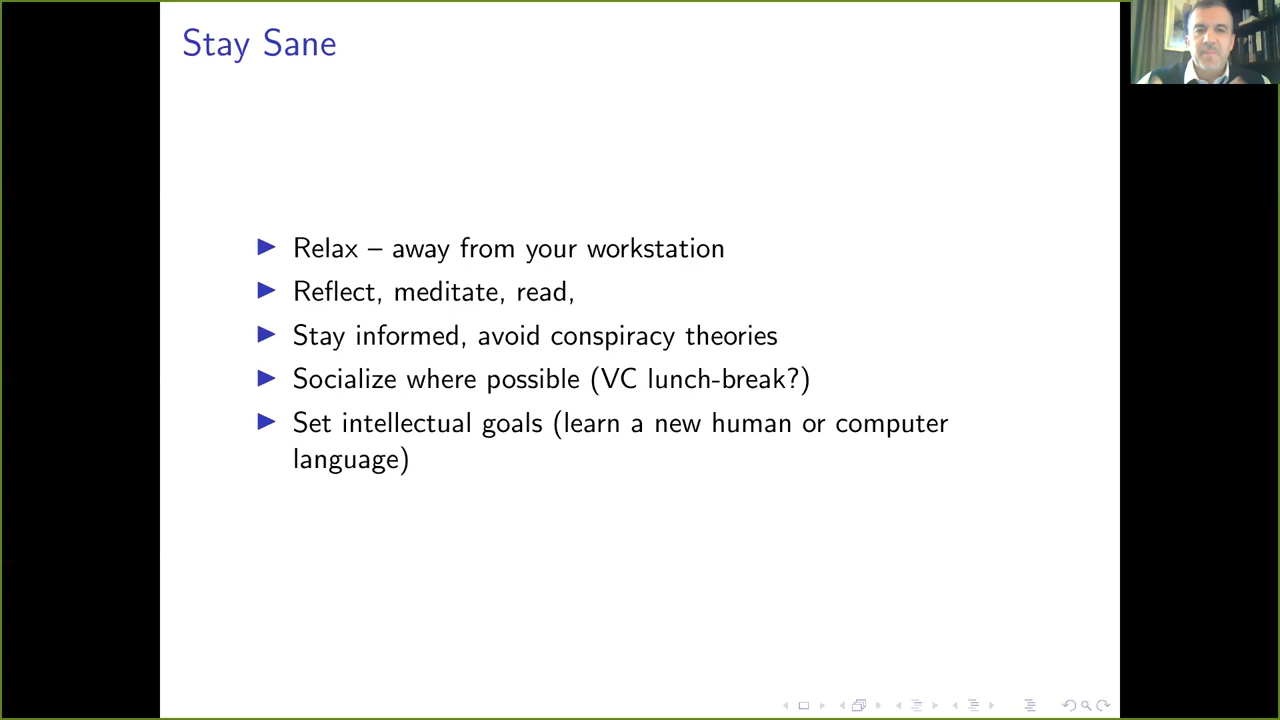 Stay Sane
Relax – away from your workstation
Reflect, meditate, read,
Stay informed, avoid conspiracy theories
Socialize where possible (VC lunch-break?)
Set intellectual goals (learn a new human or computer
language)